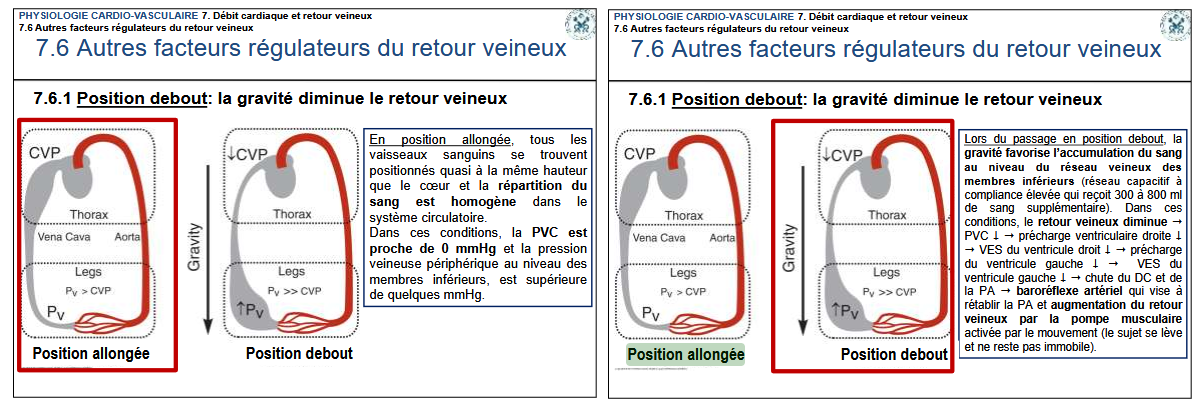 PHYSIOLOGIE CARDIO-VASCULAIRE 7. Débit cardiaque et retour veineux
7.6 Autres facteurs régulateurs du retour veineux
7.6 Autres facteurs régulateurs du retour veineux
7.6.1 Position debout: la gravité diminue le retour veineux
CVP
Thorax
Vena Cava Aorta
Legs
Pv > CVP
Pv
Position allongée
Gravity
↓CVP
Thorax
Legs
Pv >> CVP
↑Pv
Position debout
En position allongée, tous les
vaisseaux sanguins se trouvent
positionnés quasi à la même hauteur
que le cœur et la répartition du
sang est homogène dans le
système circulatoire.
Dans ces conditions, la PVC est
proche de 0 mmHg et la pression
veineuse périphérique au niveau des
membres inférieurs, est supérieure
de quelques mmHg.
PHYSIOLOGIE CARDIO-VASCULAIRE 7. Débit cardiaque et retour veineux
7.6 Autres facteurs régulateurs du retour veineux
7.6 Autres facteurs régulateurs du retour veineux
7.6.1 Position debout: la gravité diminue le retour veineux
CVP
Thorax
Vena Cava Aorta
Legs
Pv > CVP
Pv
Position allongée
Gravity
↓CVP
Thorax
Legs
Pv >> CVP
↑Pv
Position debout
Lors du passage en position debout, la
gravité favorise l'accumulation du sang
au niveau du réseau veineux des
membres inférieurs (réseau capacitif à
compliance élevée qui reçoit 300 à 800 ml
de sang supplémentaire). Dans ces
conditions, le retour veineux diminue →
PVC ↓ → précharge ventriculaire droite ↓
→ VES du ventricule droit ↓ → précharge
du ventricule gauche ↓ → VES du
ventricule gauche ↓ → chute du DC et de
la PA → baroréflexe artériel qui vise à
rétablir la PA et augmentation du retour
veineux par la pompe musculaire
activée par le mouvement (le sujet se lève
et ne reste pas immobile).